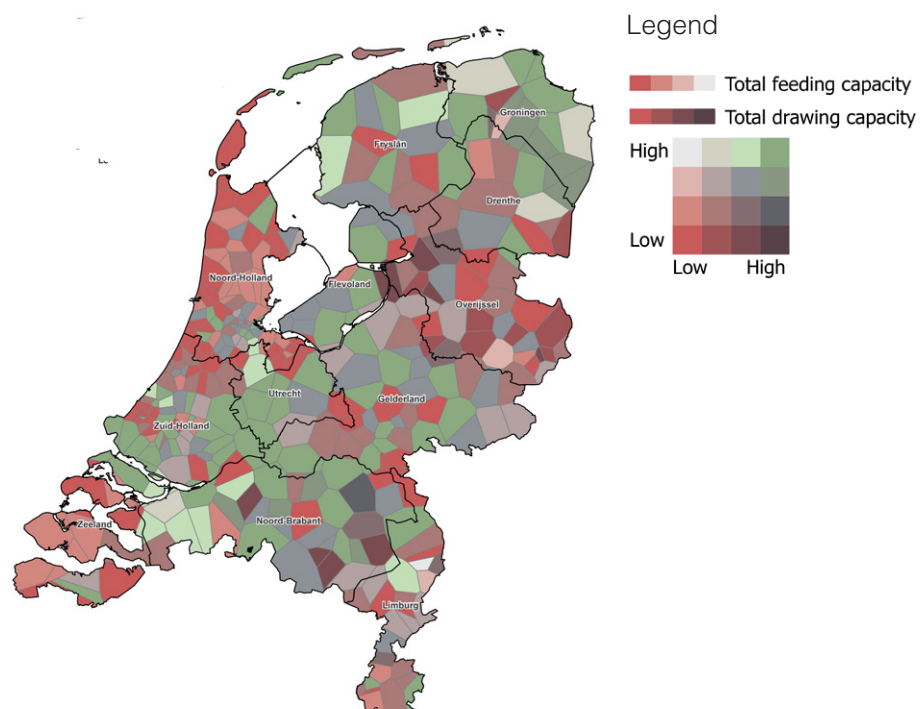 Legend
Total feeding capacity
Total drawing capacity
High
Low
Low High
Groningen
Fryslân
Drenthe
Noord-Holland
Flevoland
Overijssel
Utrecht
Gelderland
Zuid-Holland
Zeeland
Noord-Brabant
Limburg